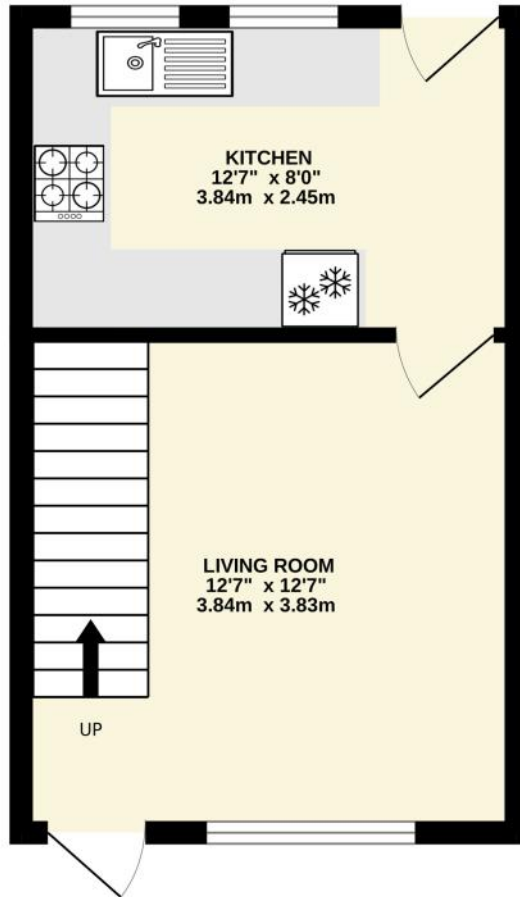 KITCHEN
12'7" x 8'0"
3.84m x 2.45m
LIVING ROOM
12'7" x 12'7"
3.84m x 3.83m
UP